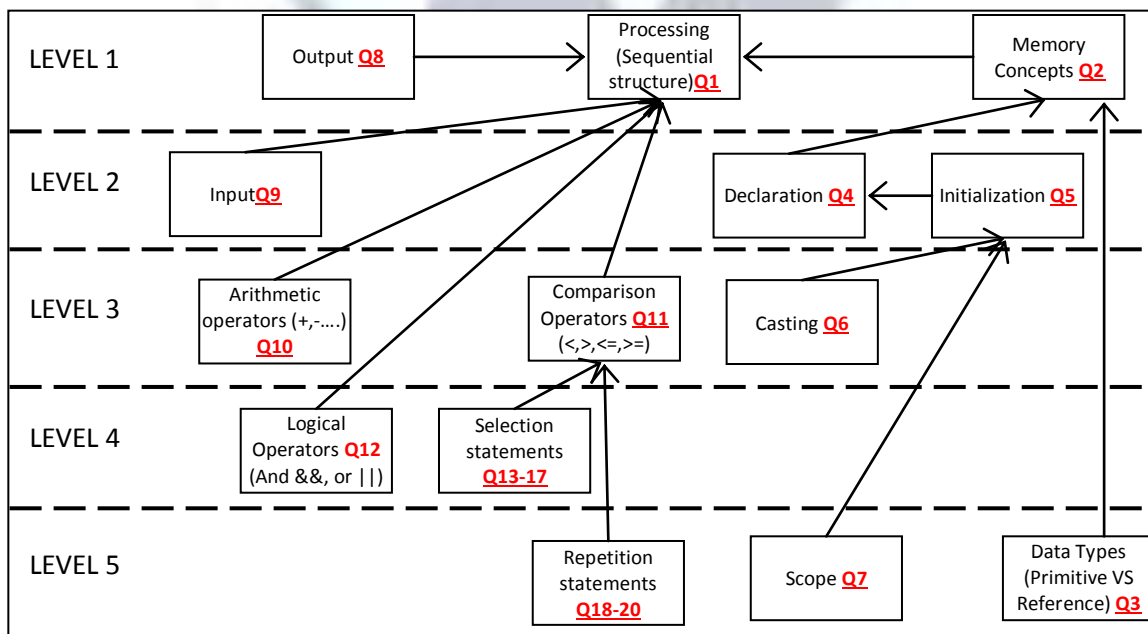 LEVEL 1
Output Q8
Processing
(Sequential
structure)Q1
Memory
Concepts Q2
LEVEL 2
InputQ9
Declaration Q4
Initialization Q5
LEVEL 3
Arithmetic
operators (+,-....)
Q10
Comparison
Operators Q11
(<,>,<=,>=)
Casting Q6
LEVEL 4
Logical
Operators Q12
(And &&, or ||)
Selection
statements
Q13-17
LEVEL 5
Repetition
statements
Q18-20
Scope Q7
Data Types
(Primitive VS
Reference) Q3